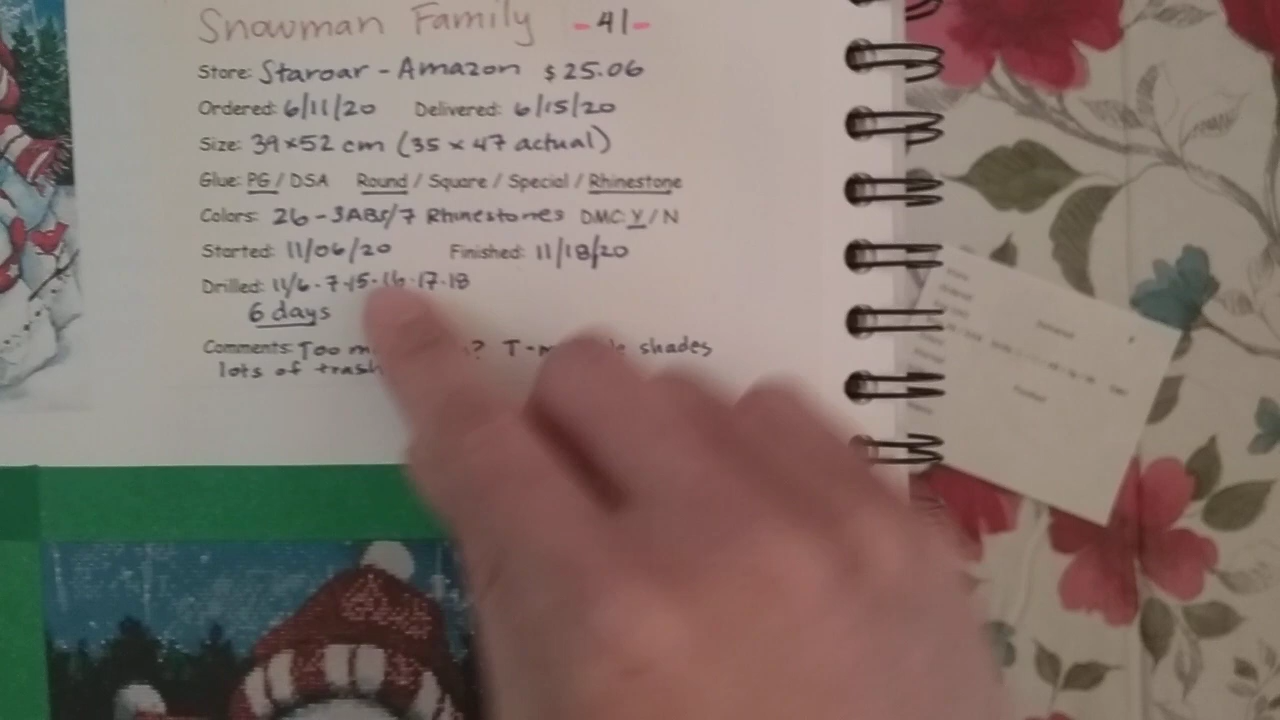 Snowman Family -41-
Store: Staroar - Amazon $25.06
Ordered: 6/11/20 Delivered: 6/15/20
Size: 39x52 cm (35 x 47 actual)
Glue: PG / DSA Round / Square / Special / Rhinestone
Colors: 26 - 3ABs/7 Rhinestones DMC: Y / N
Started: 11/06/20 Finished: 11/18/20
Drilled: 11/6 · 7 · 15 · 16 · 17 · 18
6 days
Comments: Too ? shades
lots of trash